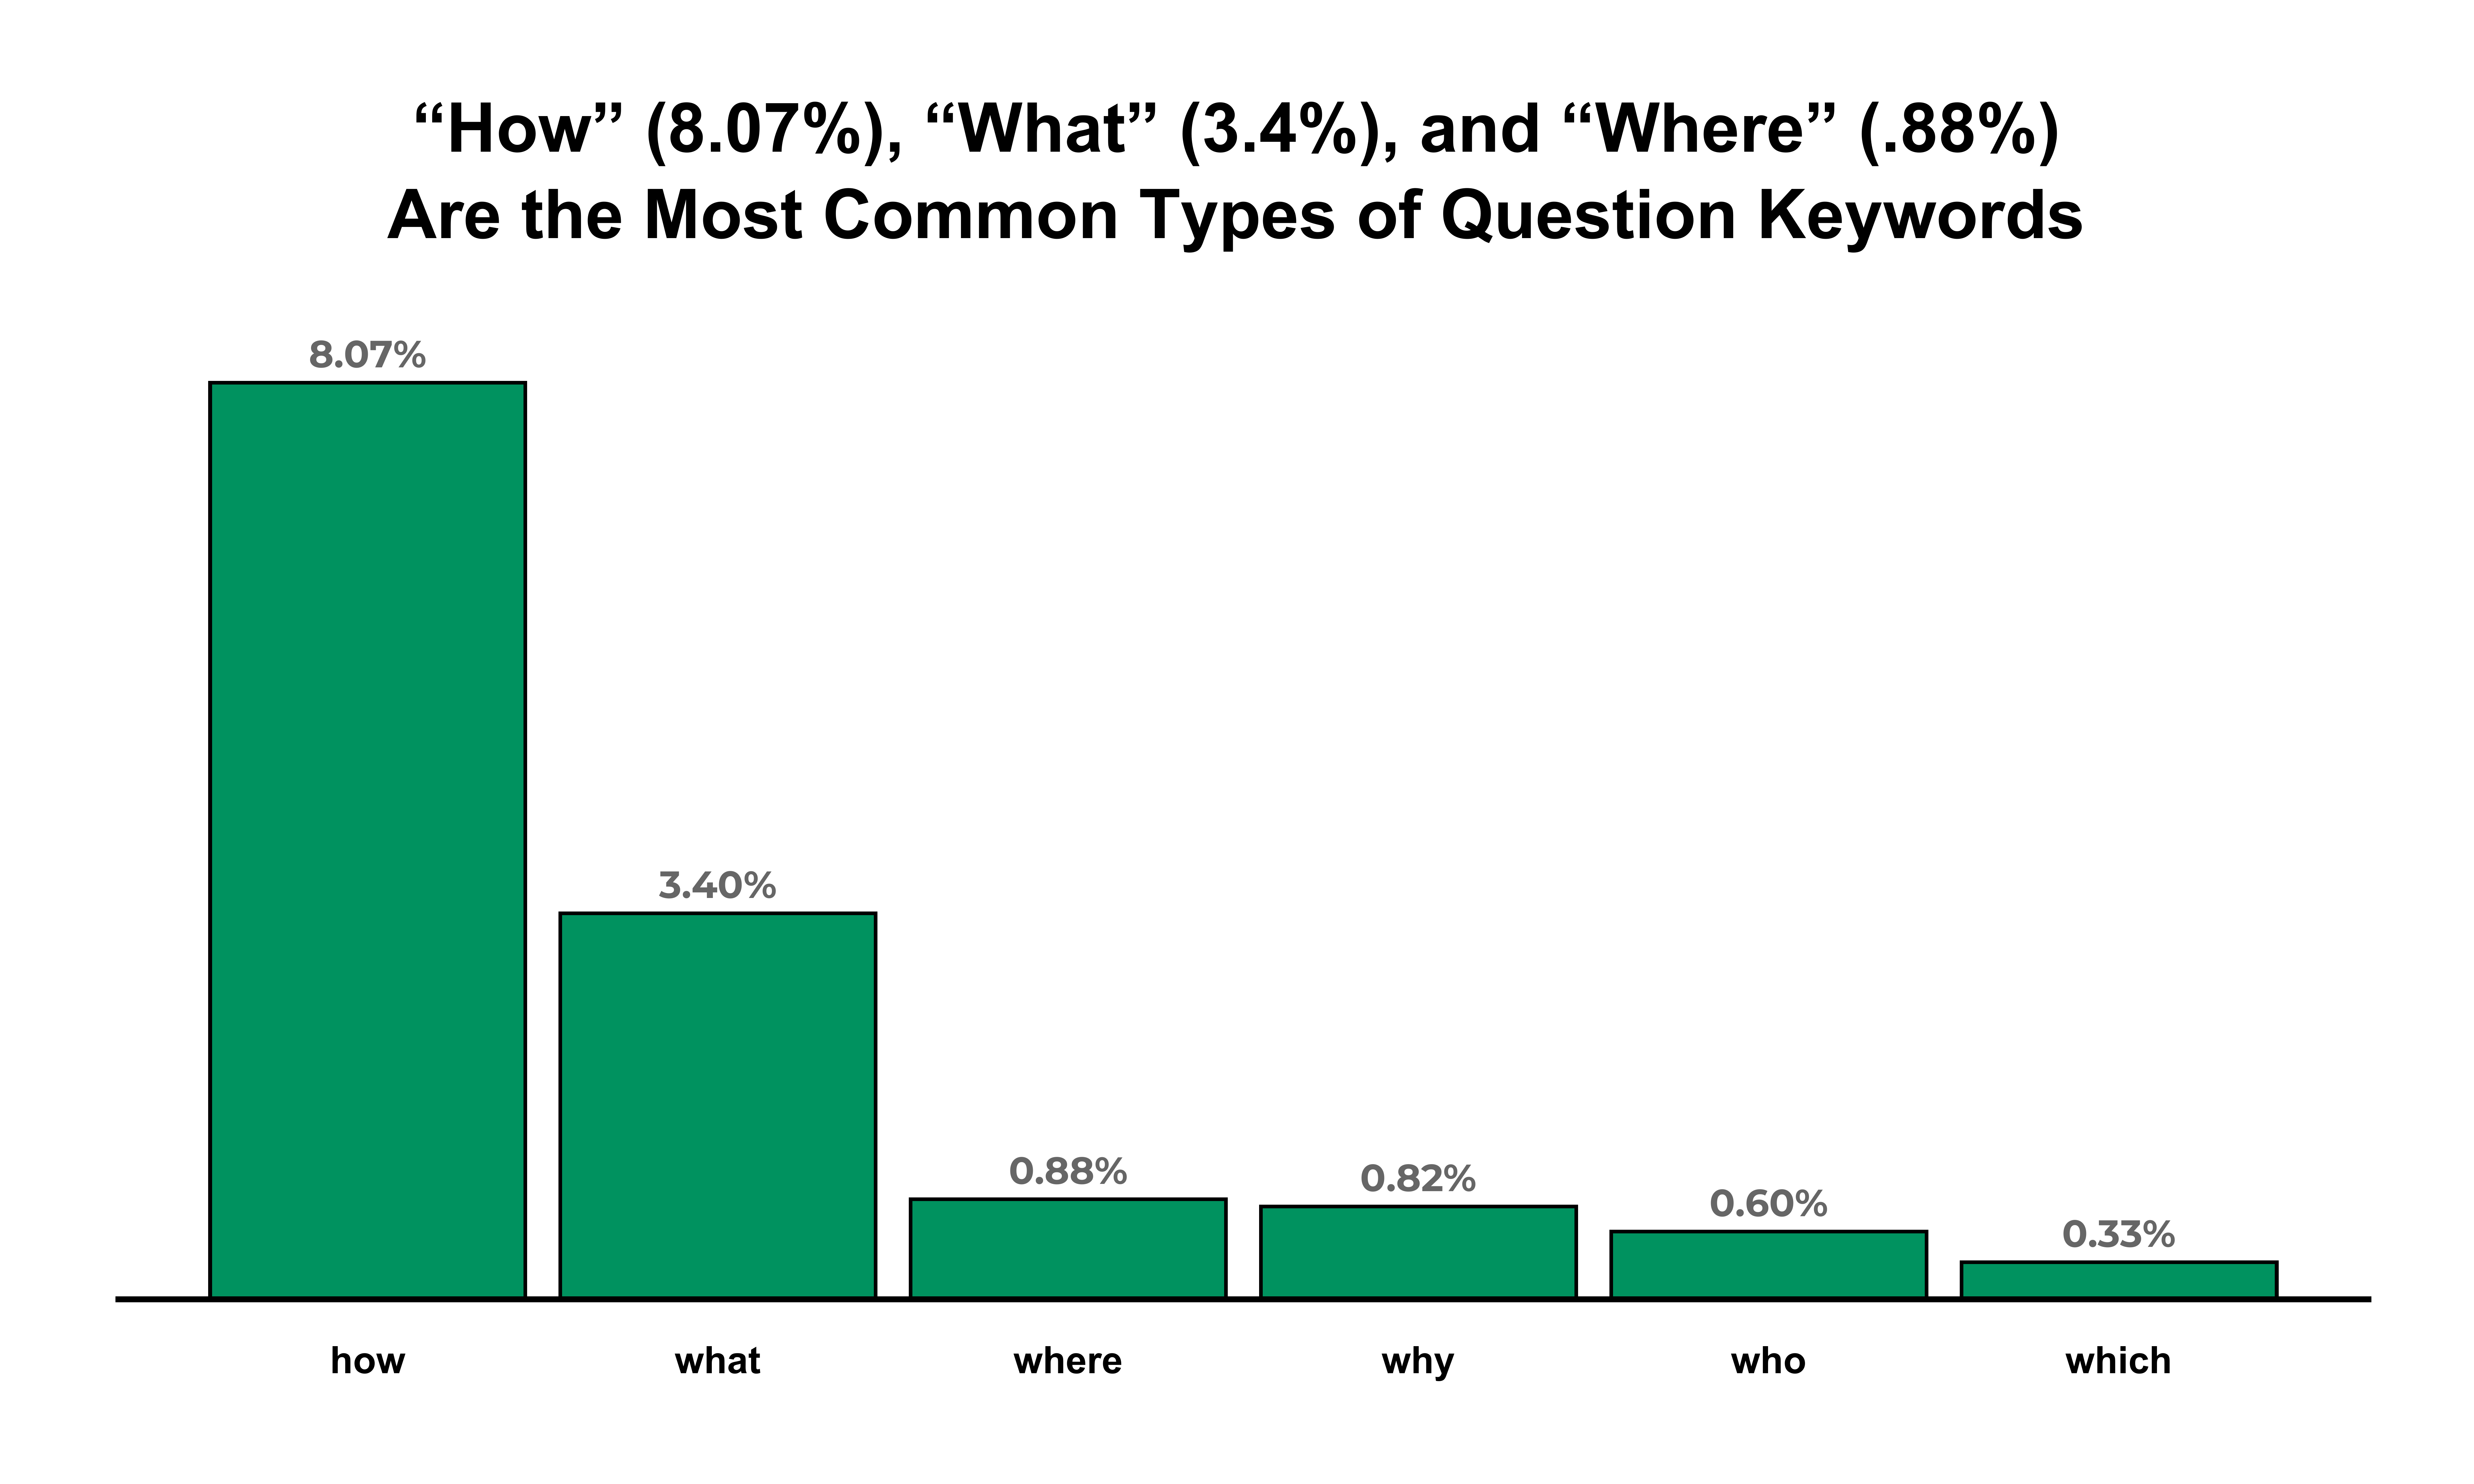 “How” (8.07%), “What” (3.4%), and “Where” (.88%)
Are the Most Common Types of Question Keywords
8.07%
3.40%
0.88%
0.82%
0.60%
0.33%
how
what
where
why
who
which